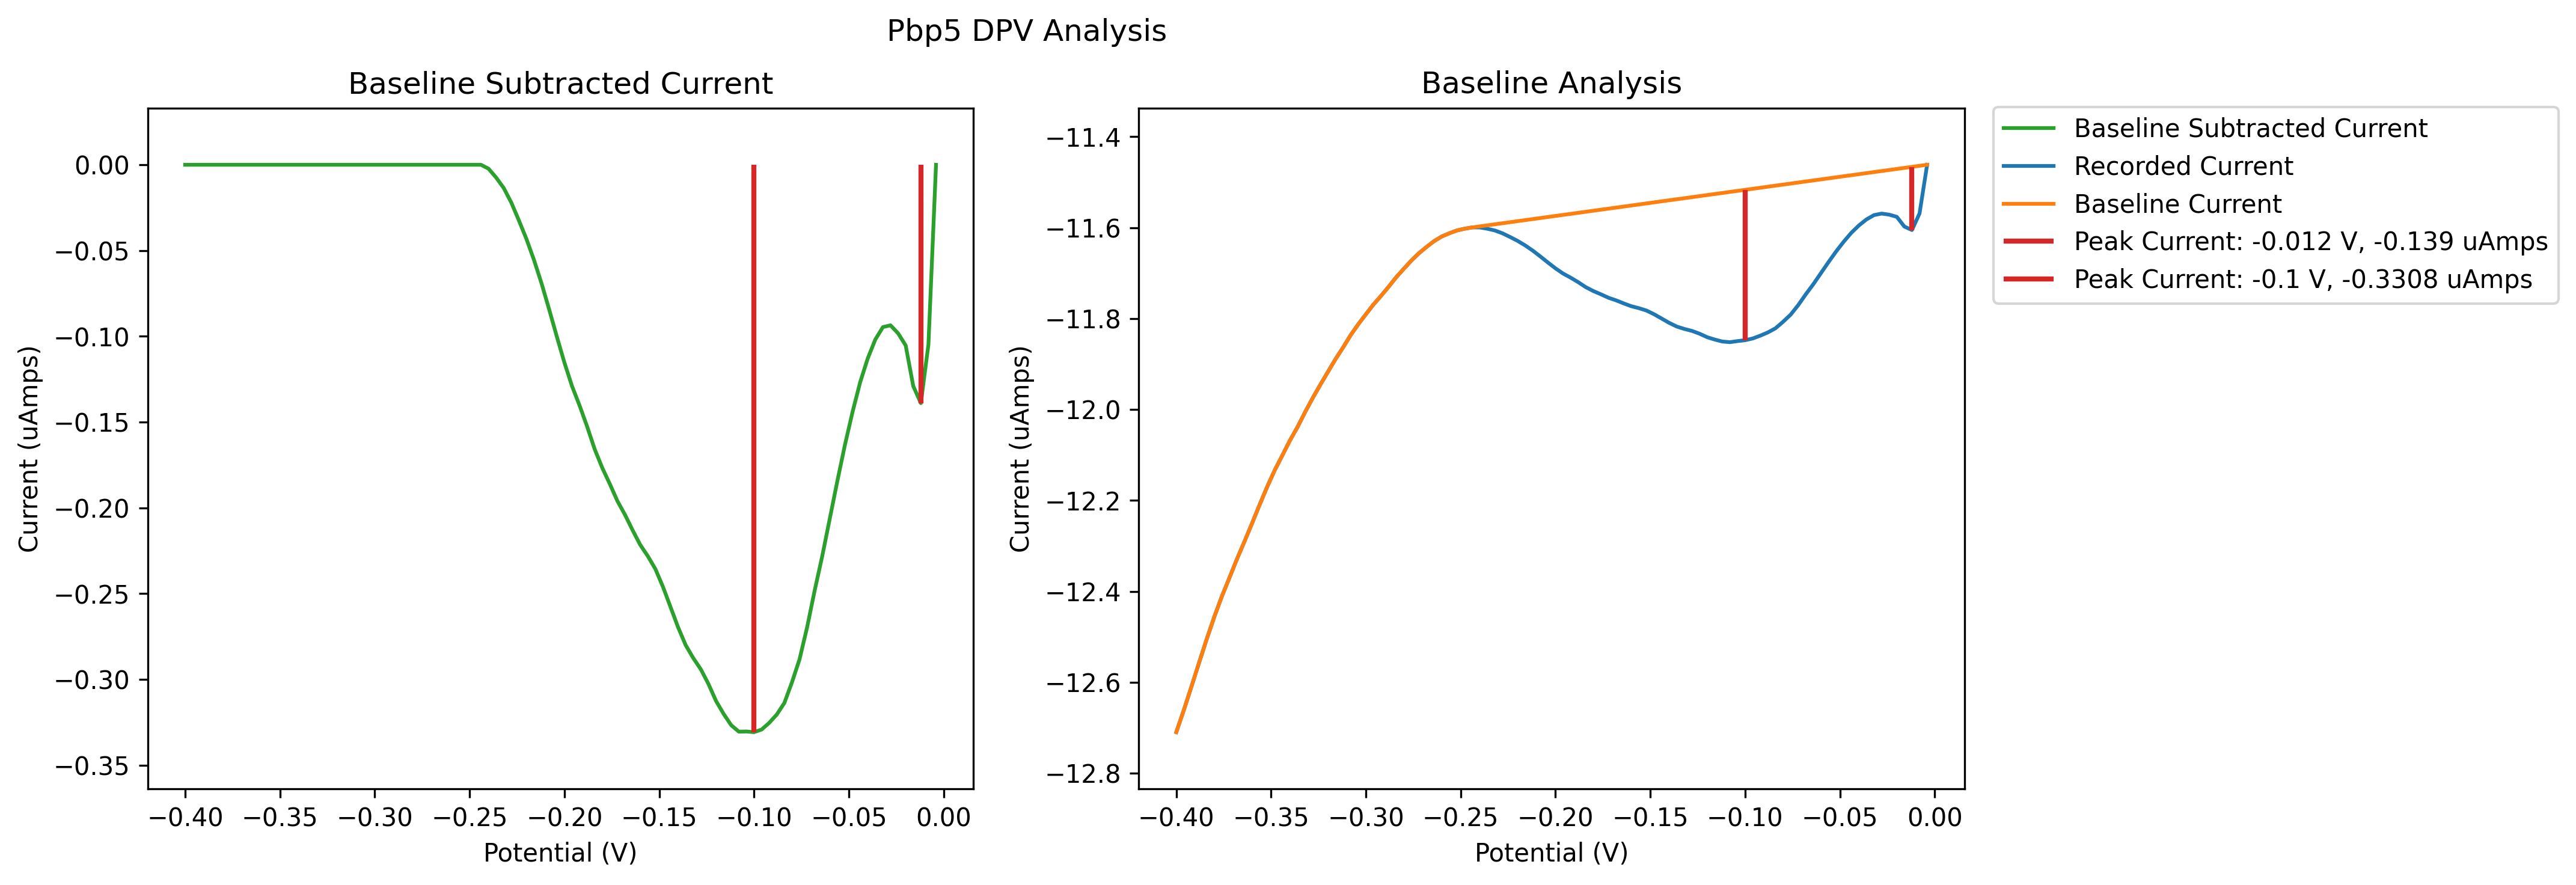 Pbp5 DPV Analysis
Baseline Subtracted Current
0.00
−0.05
−0.10
−0.15
−0.20
−0.25
−0.30
−0.35
Current (uAmps)
−0.40 −0.35 −0.30 −0.25 −0.20 −0.15 −0.10 −0.05 0.00
Potential (V)
Baseline Analysis
−11.4
−11.6
−11.8
−12.0
−12.2
−12.4
−12.6
−12.8
Current (uAmps)
−0.40 −0.35 −0.30 −0.25 −0.20 −0.15 −0.10 −0.05 0.00
Potential (V)
Baseline Subtracted Current
Recorded Current
Baseline Current
Peak Current: -0.012 V, -0.139 uAmps
Peak Current: -0.1 V, -0.3308 uAmps